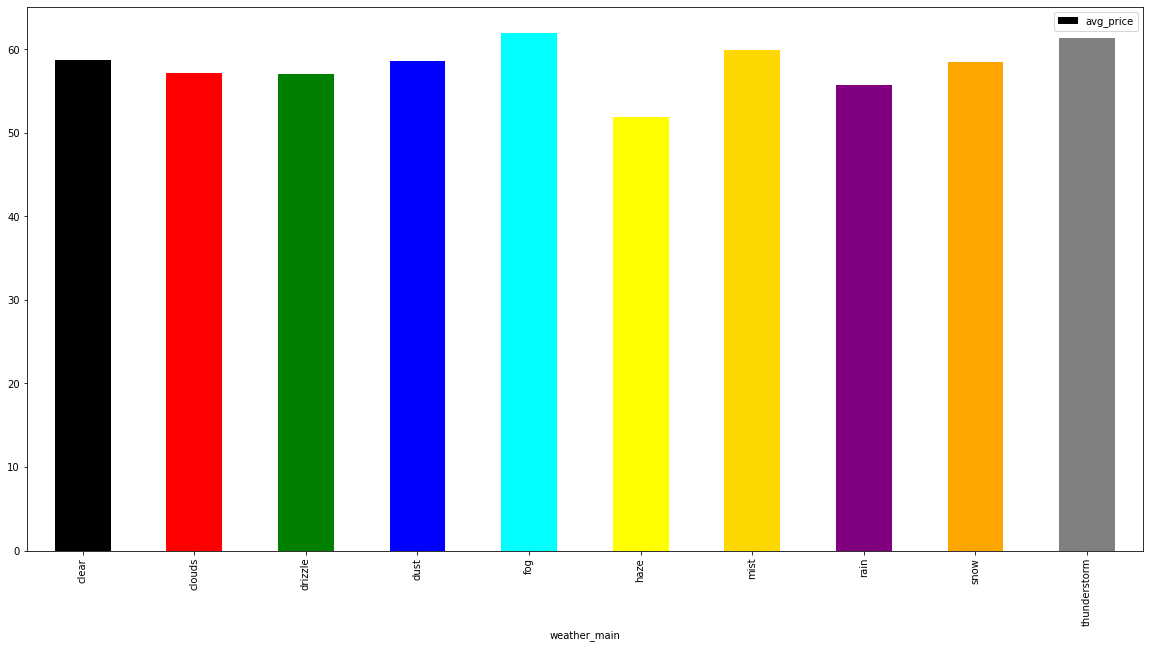 avg_price
60
50
40
30
20
10
0
clear
clouds
drizzle
dust
fog
haze
mist
rain
snow
thunderstorm
weather_main